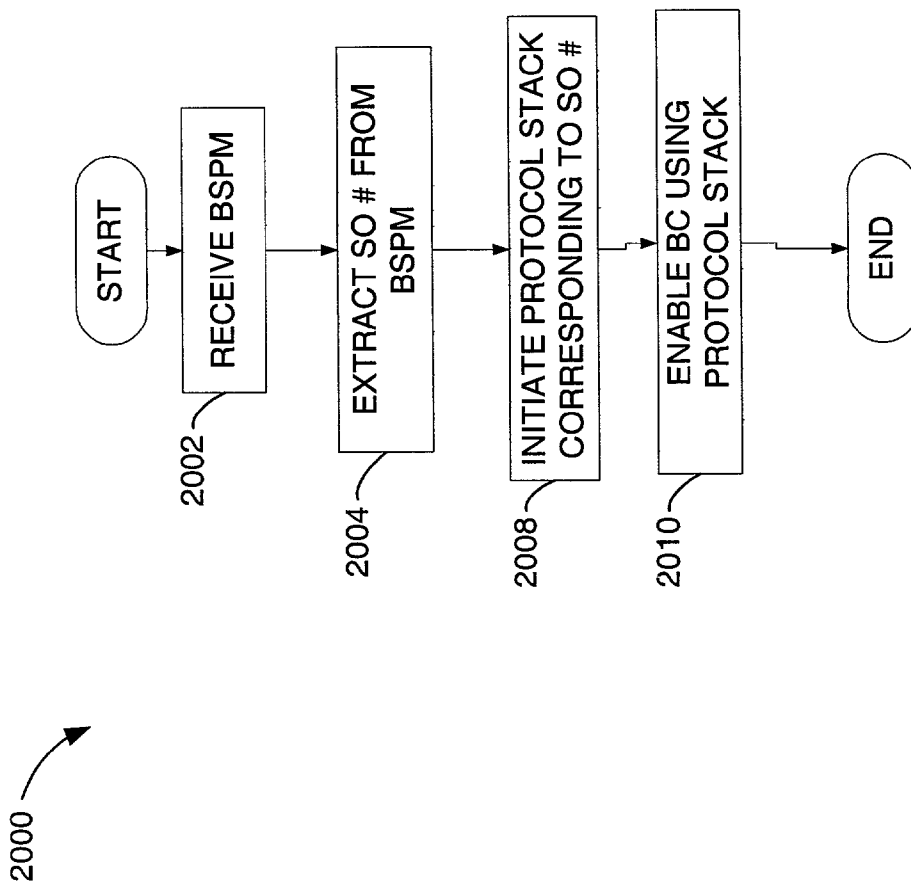 2000
START
RECEIVE BSPM
2002
EXTRACT SO # FROM
BSPM
2004
INITIATE PROTOCOL STACK
CORRESPONDING TO SO #
2008
ENABLE BC USING
PROTOCOL STACK
2010
END